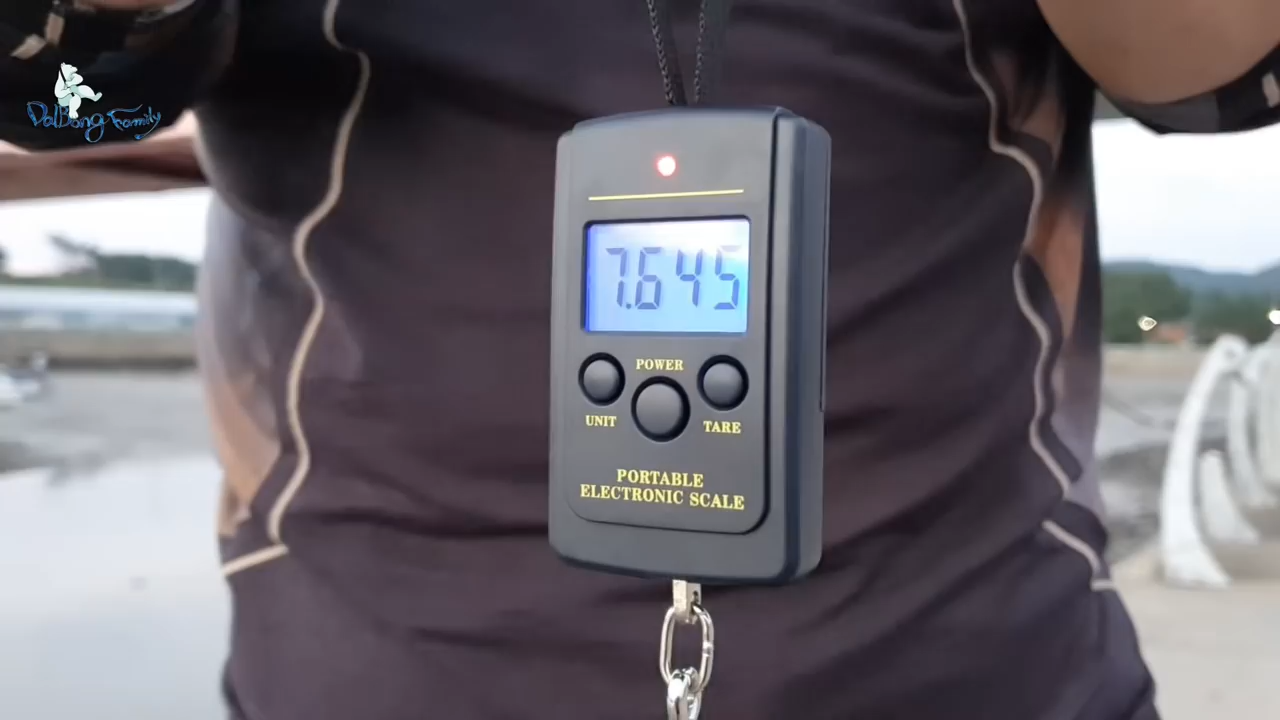 DalBong Family
7.645
POWER
UNIT
TARE
PORTABLE
ELECTRONIC SCALE